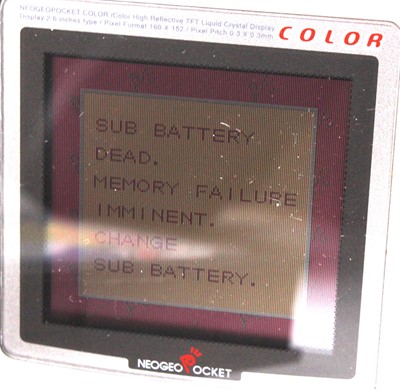 NEOGEOPOCKET COLOR /Color High Reflective TFT Liquid Crystal Display
Display 2.6 inches type / Pixel Format 160 X 152 / Pixel Pitch 0.3 X 0.3mm
COLOR
SUB BATTERY
DEAD.
MEMORY FAILURE
IMMINENT.
CHANGE
SUB BATTERY.
NEOGEO POCKET